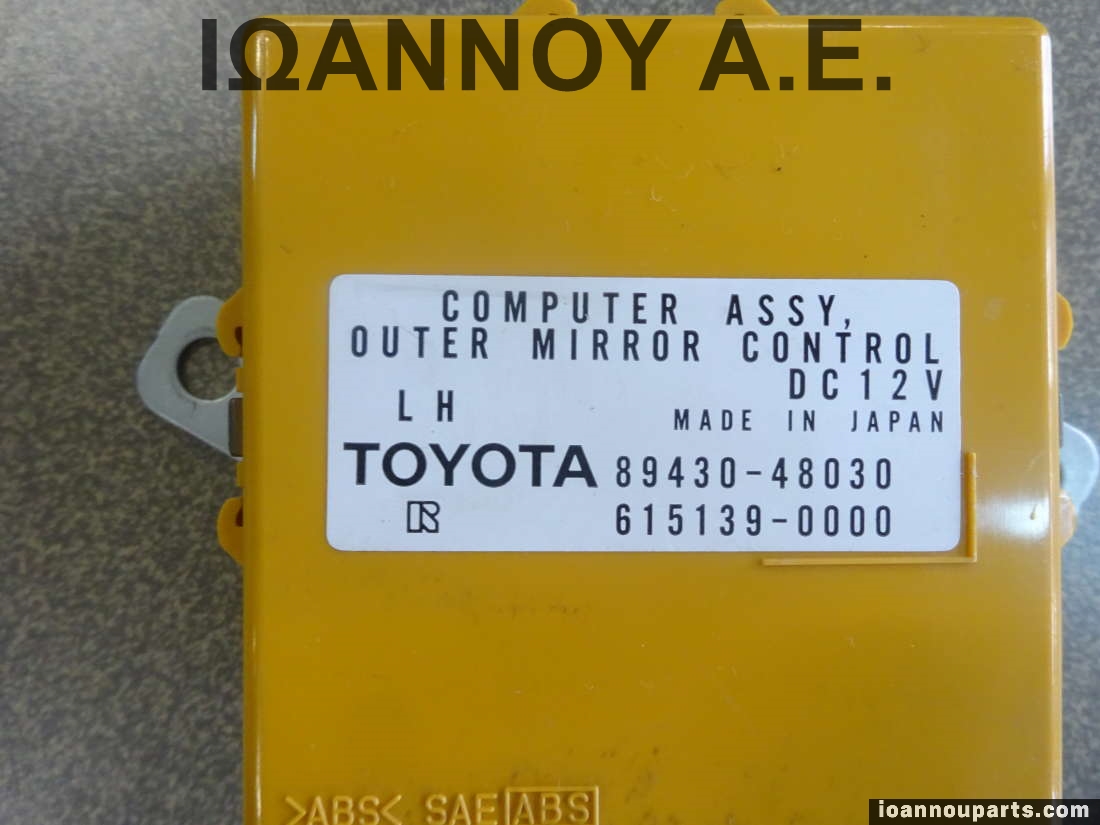 ΙΩΑΝΝΟΥ Α.Ε.
COMPUTER ASSY,
OUTER MIRROR CONTROL
DC12V
LH
MADE IN JAPAN
TOYOTA 89430-48030
R 615139-0000
>ABS< SAE ABS
ioannouparts.com